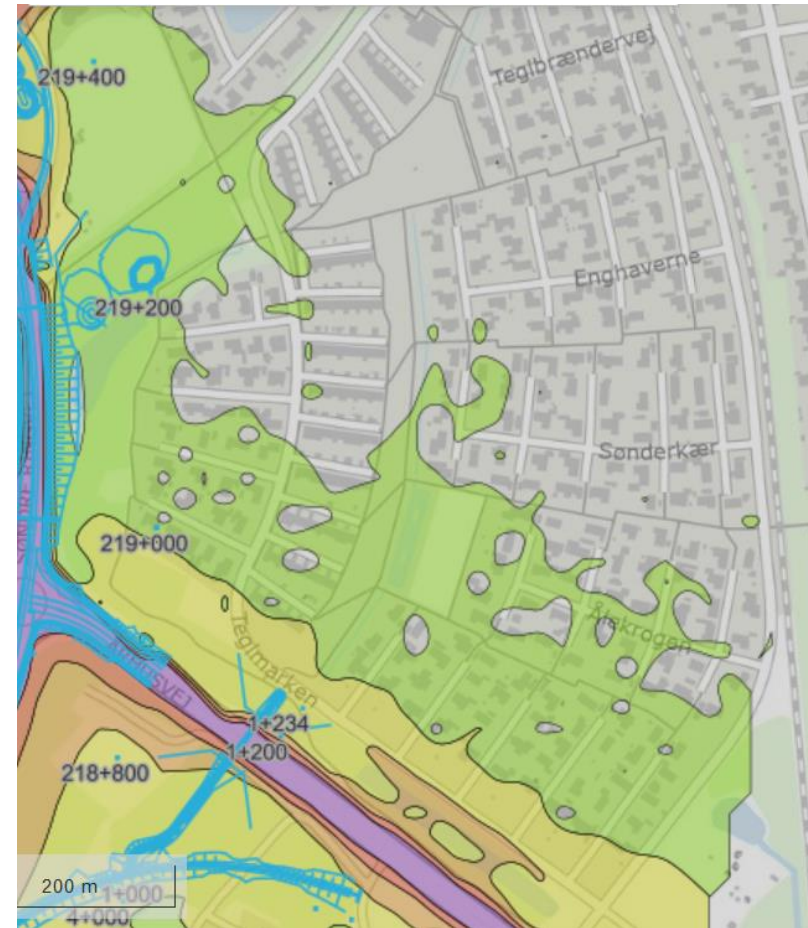 219+400
Teglbrændervej
Enghaverne
219+200
Sønderkær
219+000
Ålekrogen
Teglmarken
1+234
1+200
218+800
200 m
1+000
4+000